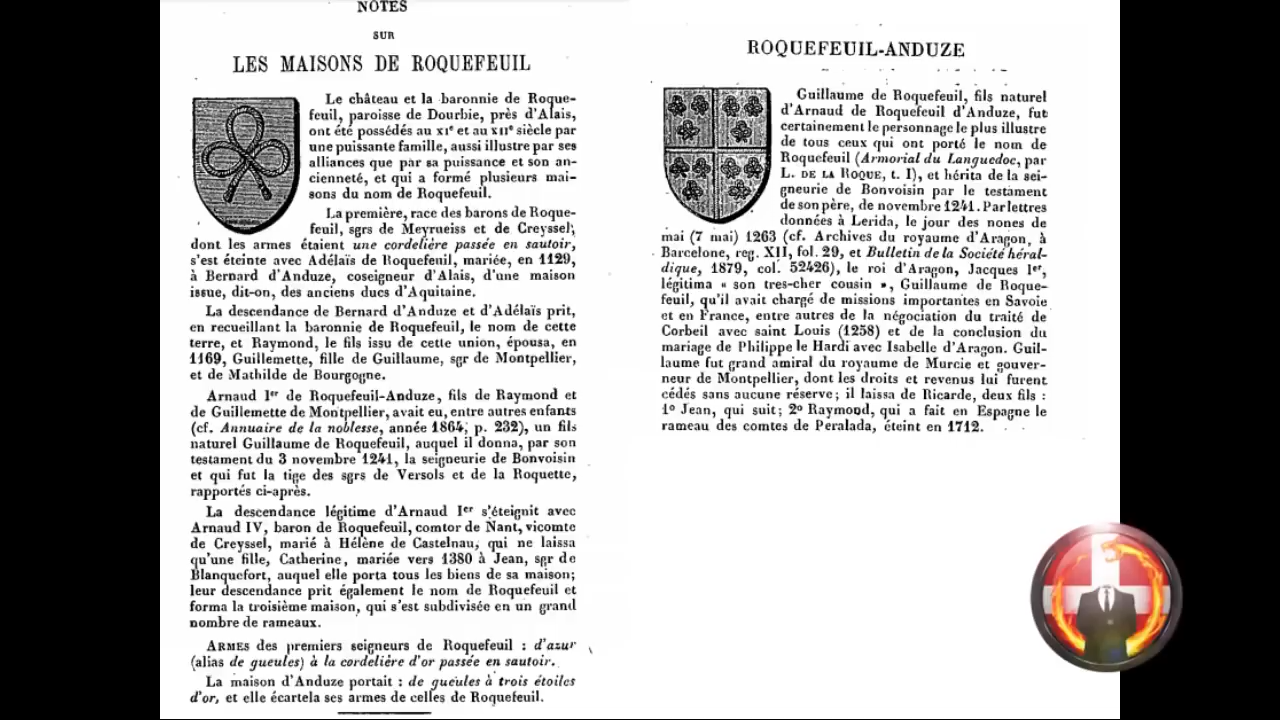 NOTES
SUR
LES MAISONS DE ROQUEFEUIL
Le château et la baronnie de Roque-
feuil, paroisse de Dourbie, près d'Alais,
ont été possédés au XIe et au XIIe siècle par
une puissante famille, aussi illustre par ses
alliances que par sa puissance et son an-
cienneté, et qui a formé plusieurs mai-
sons du nom de Roquefeuil.
La première, race des barons de Roque-
feuil, sgrs de Meyrueiss et de Creyssel,
dont les armes étaient une cordelière passée en sautoir,
s'est éteinte avec Adélaïs de Roquefeuil, mariée, en 1129,
à Bernard d'Anduze, coseigneur d'Alais, d'une maison
issue, dit-on, des anciens ducs d'Aquitaine.
La descendance de Bernard d'Anduze et d'Adélaïs prit,
en recueillant la baronnie de Roquefeuil, le nom de cette
terre, et Raymond, le fils issu de cette union, épousa, en
1169, Guillemette, fille de Guillaume, sgr de Montpellier,
et de Mathilde de Bourgogne.
Arnaud Ier de Roquefeuil-Anduze, fils de Raymond et
de Guillemette de Montpellier, avait eu, entre autres enfants
(cf. Annuaire de la noblesse, année 1864, p. 232), un fils
naturel Guillaume de Roquefeuil, auquel il donna, par son
testament du 3 novembre 1241, la seigneurie de Bonvoisin
et qui fut la tige des sgrs de Versols et de la Roquette,
rapportés ci-après.
La descendance légitime d'Arnaud Ier s'éteignit avec
Arnaud IV, baron de Roquefeuil, comtor de Nant, vicomte
de Creyssel, marié à Hélène de Castelnau, qui ne laissa
qu'une fille, Catherine, mariée vers 1380 à Jean, sgr de
Blanquefort, auquel elle porta tous les biens de sa maison;
leur descendance prit également le nom de Roquefeuil et
forma la troisième maison, qui s'est subdivisée en un grand
nombre de rameaux.
ARMES des premiers seigneurs de Roquefeuil : d'azur
(alias de gueules) à la cordelière d'or passée en sautoir.
La maison d'Anduze portait : de gueules à trois étoiles
d'or, et elle écartela ses armes de celles de Roquefeuil.
ROQUEFEUIL-ANDUZE
Guillaume de Roquefeuil, fils naturel
d'Arnaud de Roquefeuil d'Anduze, fut
certainement le personnage le plus illustre
de tous ceux qui ont porté le nom de
Roquefeuil (Armorial du Languedoc, par
L. DE LA ROQUE, t. I), et hérita de la sei-
gneurie de Bonvoisin par le testament
de son père, de novembre 1241. Par lettres
données à Lerida, le jour des nones de
mai (7 mai) 1263 (cf. Archives du royaume d'Aragon, à
Barcelone, reg. XII, fol. 29, et Bulletin de la Société héral-
dique, 1879, col. 52426), le roi d'Aragon, Jacques Ier,
légitima « son tres-cher cousin », Guillaume de Roque-
feuil, qu'il avait chargé de missions importantes en Savoie
et en France, entre autres de la négociation du traité de
Corbeil avec saint Louis (1258) et de la conclusion du
mariage de Philippe le Hardi avec Isabelle d'Aragon. Guil-
laume fut grand amiral du royaume de Murcie et gouver-
neur de Montpellier, dont les droits et revenus lui furent
cédés sans aucune réserve; il laissa de Ricarde, deux fils :
1o Jean, qui suit; 2o Raymond, qui a fait en Espagne le
rameau des comtes de Peralada, éteint en 1712.